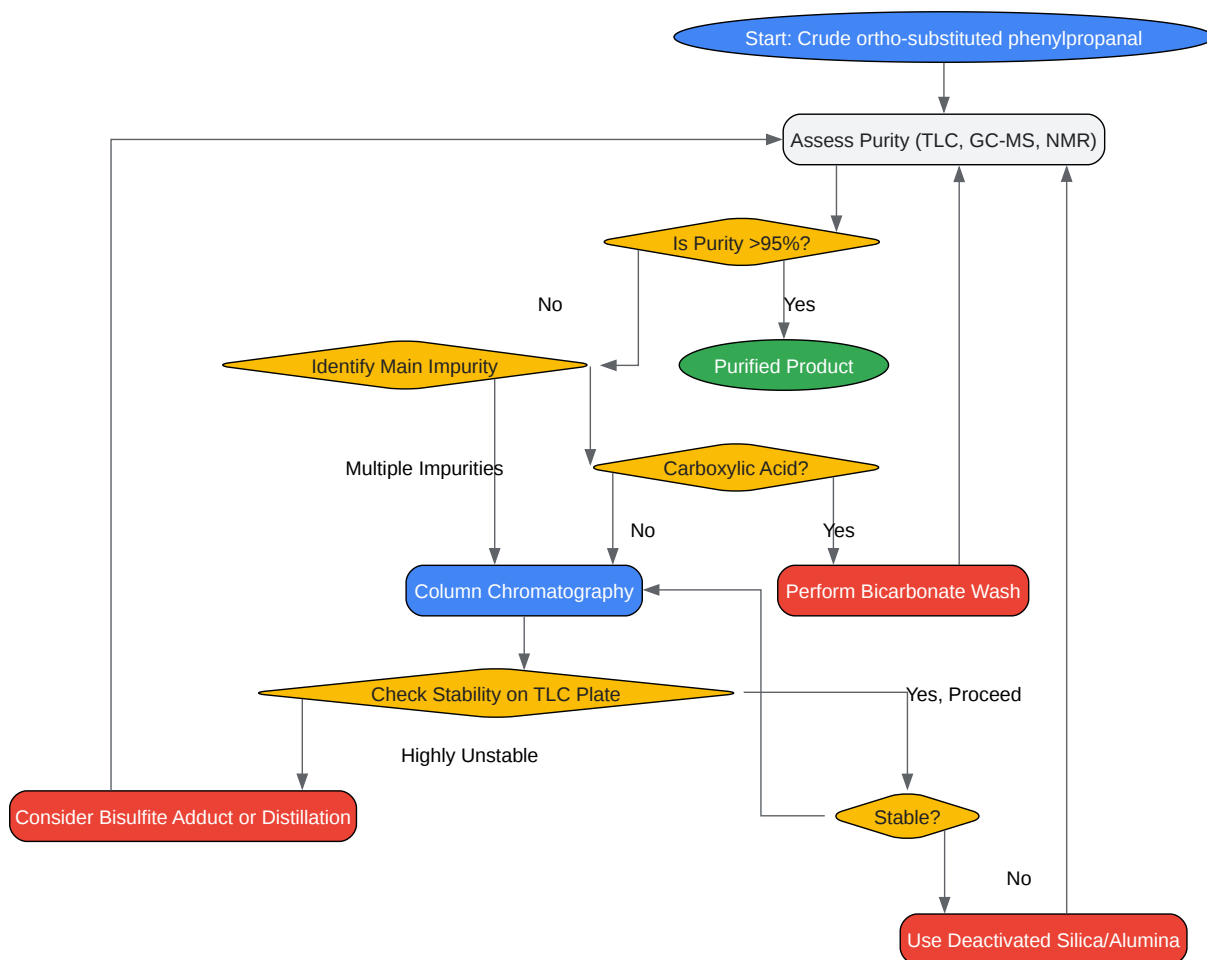 Start: Crude ortho-substituted phenylpropanal
Assess Purity (TLC, GC-MS, NMR)
Is Purity >95%?
No
Yes
Identify Main Impurity
Purified Product
Multiple Impurities
Carboxylic Acid?
No
Yes
Column Chromatography
Perform Bicarbonate Wash
Check Stability on TLC Plate
Yes, Proceed
Highly Unstable
Consider Bisulfite Adduct or Distillation
Stable?
No
Use Deactivated Silica/Alumina